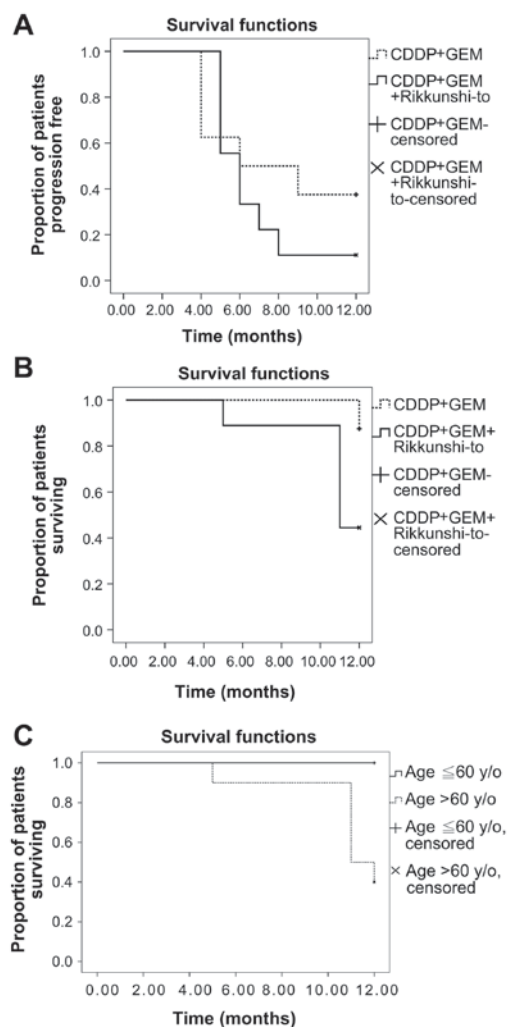 A
Survival functions
Proportion of patients
progression free
1.0
0.8
0.6
0.4
0.2
0.0
0.00 2.00 4.00 6.00 8.00 10.00 12.00
Time (months)
CDDP+GEM
CDDP+GEM
+Rikkunshi-to
CDDP+GEM-
censored
CDDP+GEM
+Rikkunshi-
to-censored
B
Survival functions
Proportion of patients
surviving
1.0
0.8
0.6
0.4
0.2
0.0
0.00 2.00 4.00 6.00 8.00 10.00 12.00
Time (months)
CDDP+GEM
CDDP+GEM+
Rikkunshi-to
CDDP+GEM-
censored
CDDP+GEM+
Rikkunshi-to-
censored
C
Survival functions
Proportion of patients
surviving
1.0
0.8
0.6
0.4
0.2
0.0
0.00 2.00 4.00 6.00 8.00 10.00 12.00
Time (months)
Age ≦60 y/o
Age >60 y/o
Age ≦60 y/o,
censored
Age >60 y/o,
censored